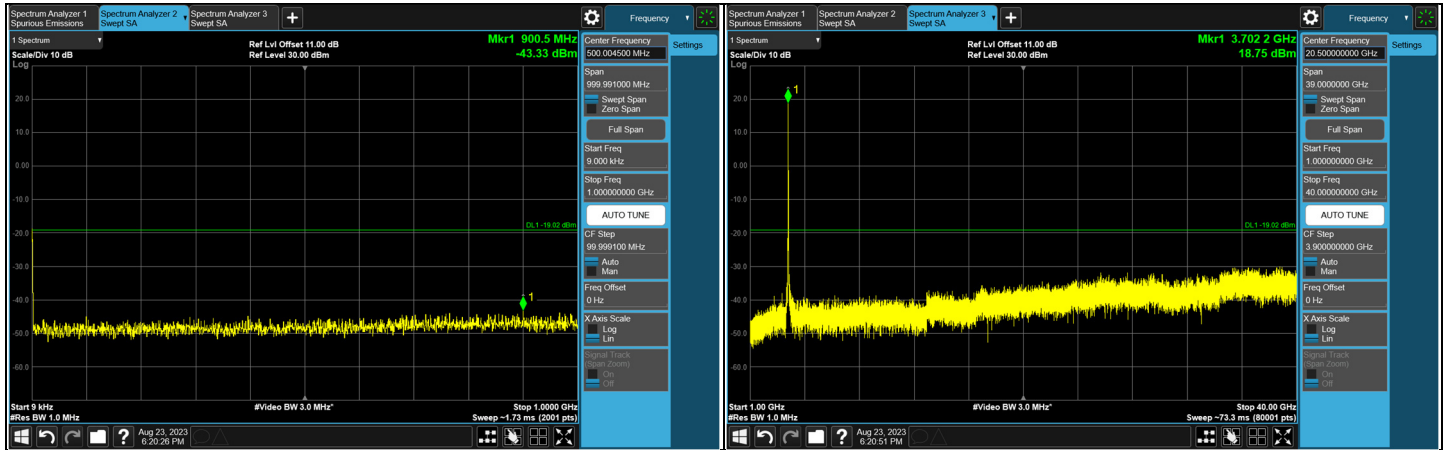 Spectrum Analyzer 1
Spurious Emissions
Spectrum Analyzer 2
Swept SA
Spectrum Analyzer 3
Swept SA
Frequency
1 Spectrum
Scale/Div 10 dB
Log
Ref Lvl Offset 11.00 dB
Ref Level 30.00 dBm
Mkr1 900.5 MHz
-43.33 dBm
20.0
10.0
0.00
-10.0
-20.0
-30.0
-40.0
-50.0
-60.0
DL1 -19.02 dBm
1
Start 9 kHz
#Res BW 1.0 MHz
#Video BW 3.0 MHz*
Stop 1.0000 GHz
Sweep ~1.73 ms (2001 pts)
Aug 23, 2023
6:20:26 PM
Center Frequency
500.004500 MHz
Settings
Span
999.991000 MHz
Swept Span
Zero Span
Full Span
Start Freq
9.000 kHz
Stop Freq
1.000000000 GHz
AUTO TUNE
CF Step
99.999100 MHz
Auto
Man
Freq Offset
0 Hz
X Axis Scale
Log
Lin
Signal Track
(Span Zoom)
On
Off
Spectrum Analyzer 1
Spurious Emissions
Spectrum Analyzer 2
Swept SA
Spectrum Analyzer 3
Swept SA
Frequency
1 Spectrum
Scale/Div 10 dB
Log
Ref Lvl Offset 11.00 dB
Ref Level 30.00 dBm
Mkr1 3.702 2 GHz
18.75 dBm
20.0
10.0
0.00
-10.0
-20.0
-30.0
-40.0
-50.0
-60.0
1
DL1 -19.02 dBm
Start 1.00 GHz
#Res BW 1.0 MHz
#Video BW 3.0 MHz*
Stop 40.00 GHz
Sweep ~73.3 ms (80001 pts)
Aug 23, 2023
6:20:51 PM
Center Frequency
20.500000000 GHz
Settings
Span
39.0000000 GHz
Swept Span
Zero Span
Full Span
Start Freq
1.000000000 GHz
Stop Freq
40.000000000 GHz
AUTO TUNE
CF Step
3.900000000 GHz
Auto
Man
Freq Offset
0 Hz
X Axis Scale
Log
Lin
Signal Track
(Span Zoom)
On
Off